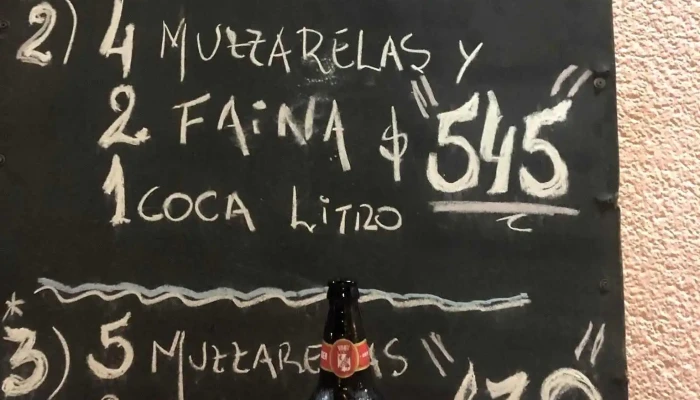 2) 4 MUZZARELAS y
2 FAiNA $ "545"
1 COCA LiTRO
* 3) 5 MUZZARELAS "